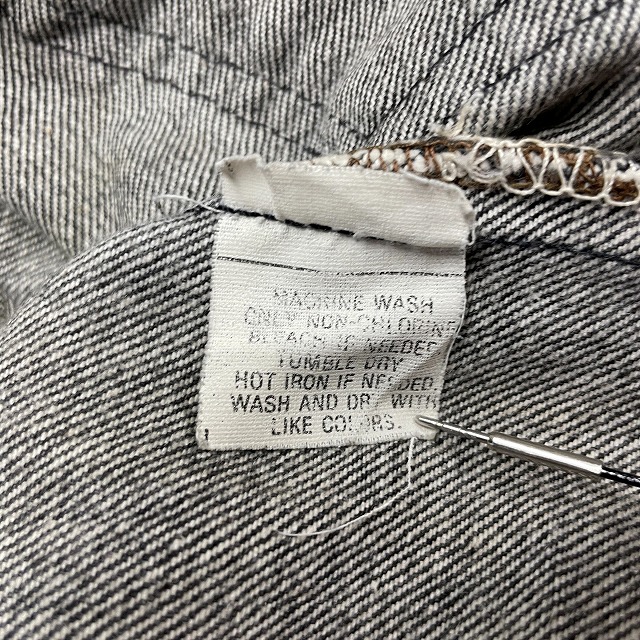 MACHINE WASH
ONLY NON-CHLORINE
BLEACH IF NEEDED
TUMBLE DRY
HOT IRON IF NEEDED
WASH AND DRY WITH
LIKE COLORS.